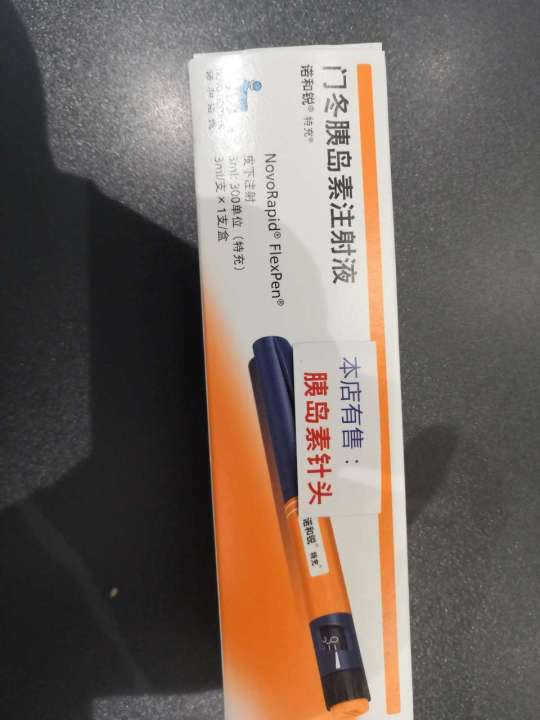 门冬胰岛素注射液
诺和锐® 特充®
NovoRapid® FlexPen®
皮下注射
3ml: 300单位（特充）
3ml/支×1支/盒
本店有售：
胰岛素针头
诺和锐® 特充®